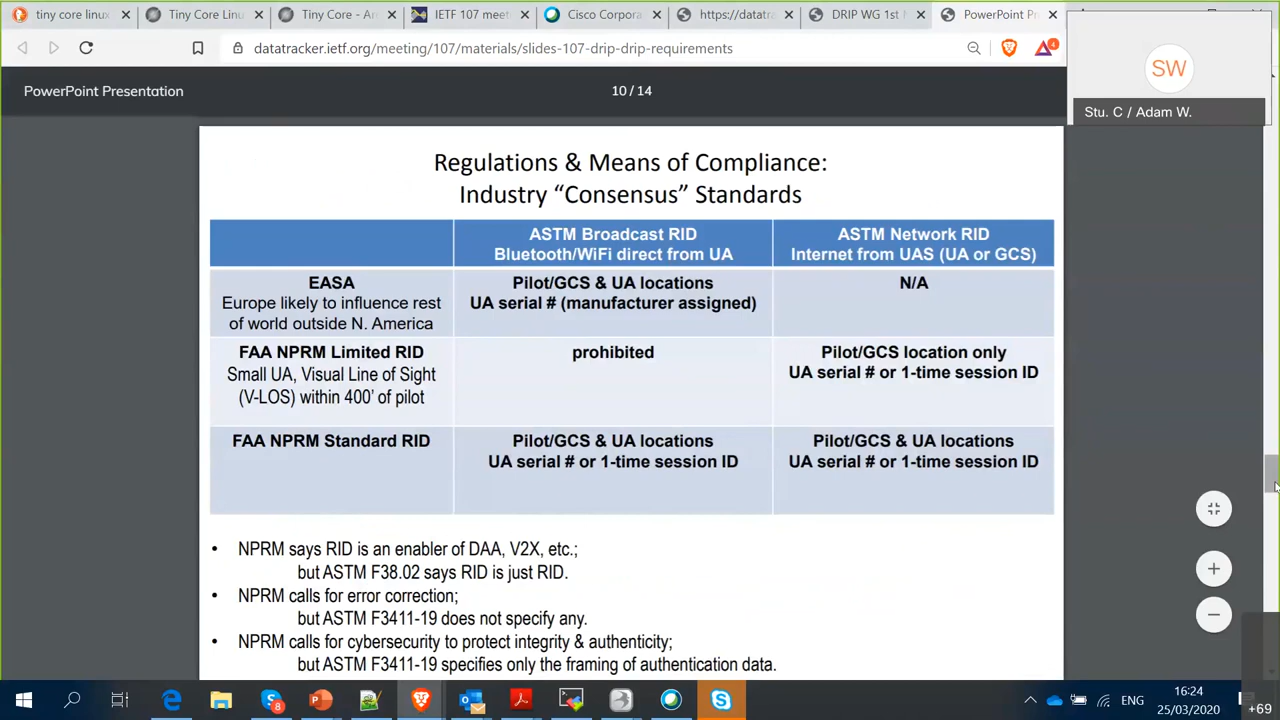 tiny core linux
Tiny Core Linu
Tiny Core - Ar
IETF 107 meet
Cisco Corpora
https://datatr
DRIP WG 1st
PowerPoint Pr
datatracker.ietf.org/meeting/107/materials/slides-107-drip-drip-requirements
4
SW
Stu. C / Adam W.
PowerPoint Presentation
10 / 14
Regulations & Means of Compliance:
Industry “Consensus” Standards
ASTM Broadcast RID
Bluetooth/WiFi direct from UA
ASTM Network RID
Internet from UAS (UA or GCS)
EASA
Europe likely to influence rest
of world outside N. America
Pilot/GCS & UA locations
UA serial # (manufacturer assigned)
N/A
FAA NPRM Limited RID
Small UA, Visual Line of Sight
(V-LOS) within 400’ of pilot
prohibited
Pilot/GCS location only
UA serial # or 1-time session ID
FAA NPRM Standard RID
Pilot/GCS & UA locations
UA serial # or 1-time session ID
Pilot/GCS & UA locations
UA serial # or 1-time session ID
• NPRM says RID is an enabler of DAA, V2X, etc.;
but ASTM F38.02 says RID is just RID.
• NPRM calls for error correction;
but ASTM F3411-19 does not specify any.
• NPRM calls for cybersecurity to protect integrity & authenticity;
but ASTM F3411-19 specifies only the framing of authentication data.
8
ENG
16:24
25/03/2020
+69